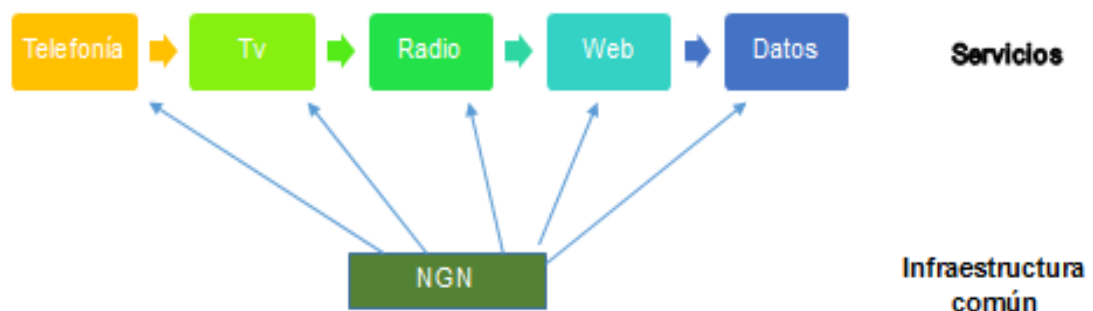 Telefonía
Tv
Radio
Web
Datos
Servicios
NGN
Infraestructura
común